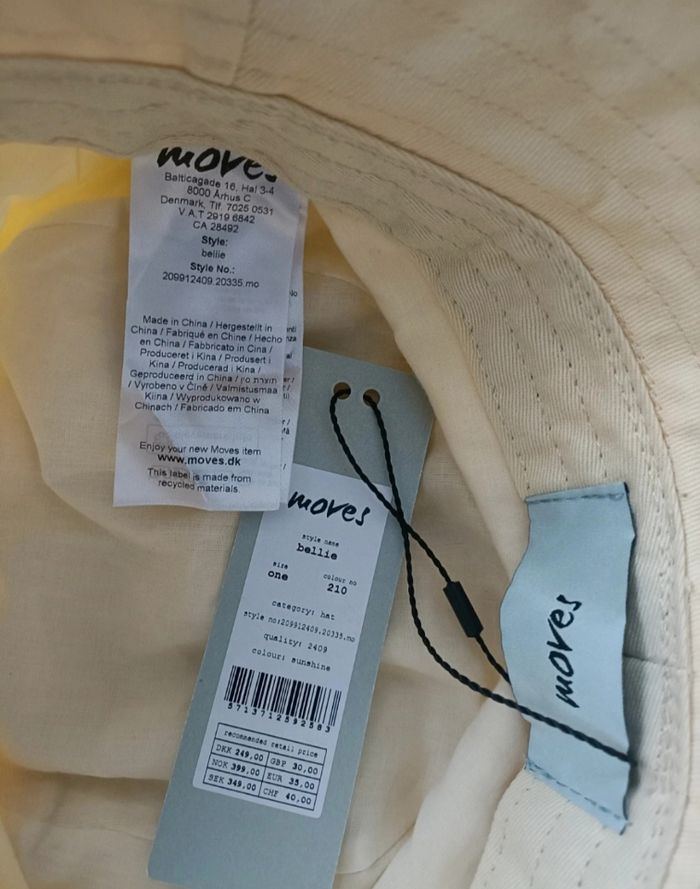 moves
Balticagade 16, Hal 3-4
8000 Århus C
Denmark, Tlf. 7025 0531
V.A.T 2919 6842
CA 28492
Style:
bellie
Style No.:
209912409.20335.mo
Made in China / Hergestellt in
China / Fabriqué en Chine / Hecho
en China / Fabbricato in Cina /
Produceret i Kina / Produsert i
Kina / Producerad i Kina /
Geproduceerd in China / תוצרת סין
/ Vyrobeno v Číně / Valmistusmaa
Kiina / Wyprodukowano w
Chinach / Fabricado em China
Enjoy your new Moves item
www.moves.dk
This label is made from
recycled materials.
moves
style name
bellie
size
one
colour no
210
category: hat
style no:209912409.20335.mo
quality: 2409
colour: sunshine
5713712592583
recommended retail price
DKK 249,00 GBP 30,00
NOK 399,00 EUR 35,00
SEK 349,00 CHF 40,00
moves